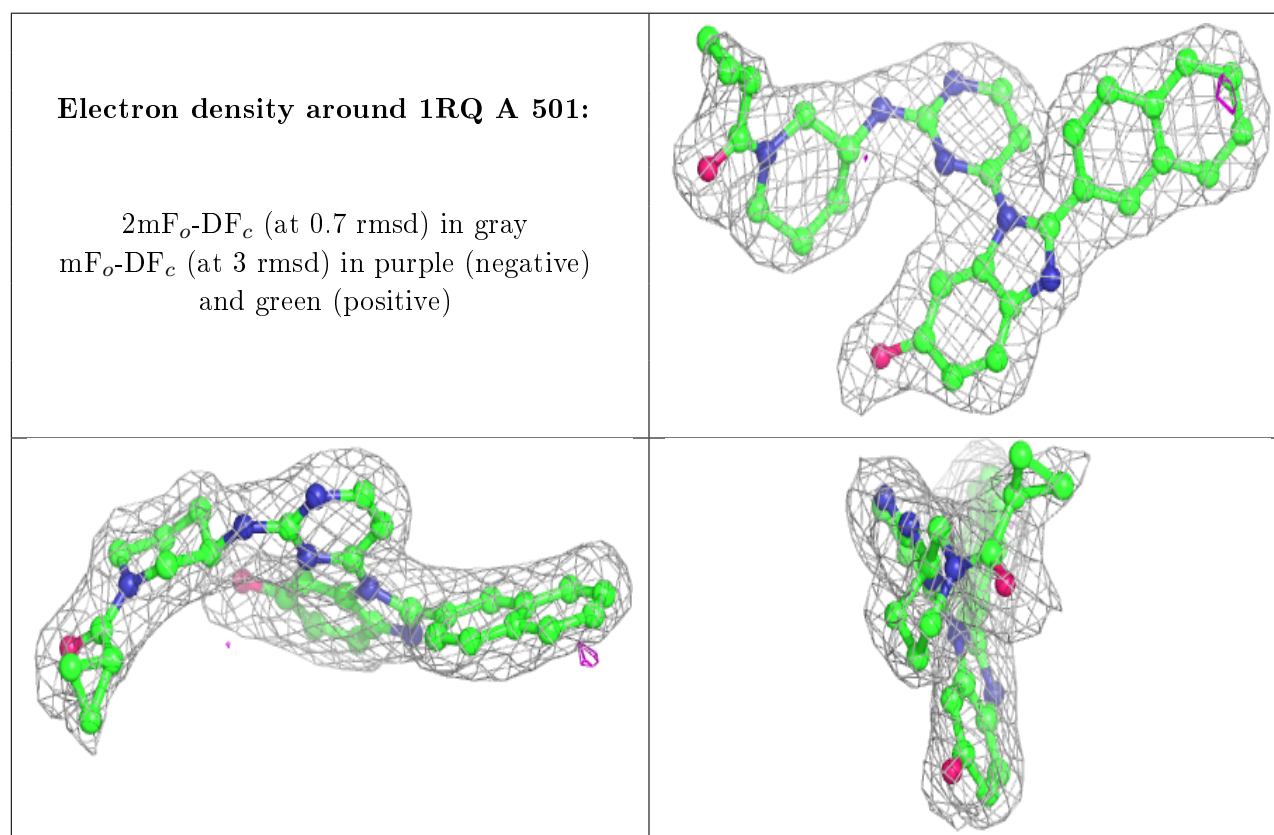 Electron density around 1RQ A 501:
2mFo-DFc (at 0.7 rmsd) in gray
mFo-DFc (at 3 rmsd) in purple (negative)
and green (positive)